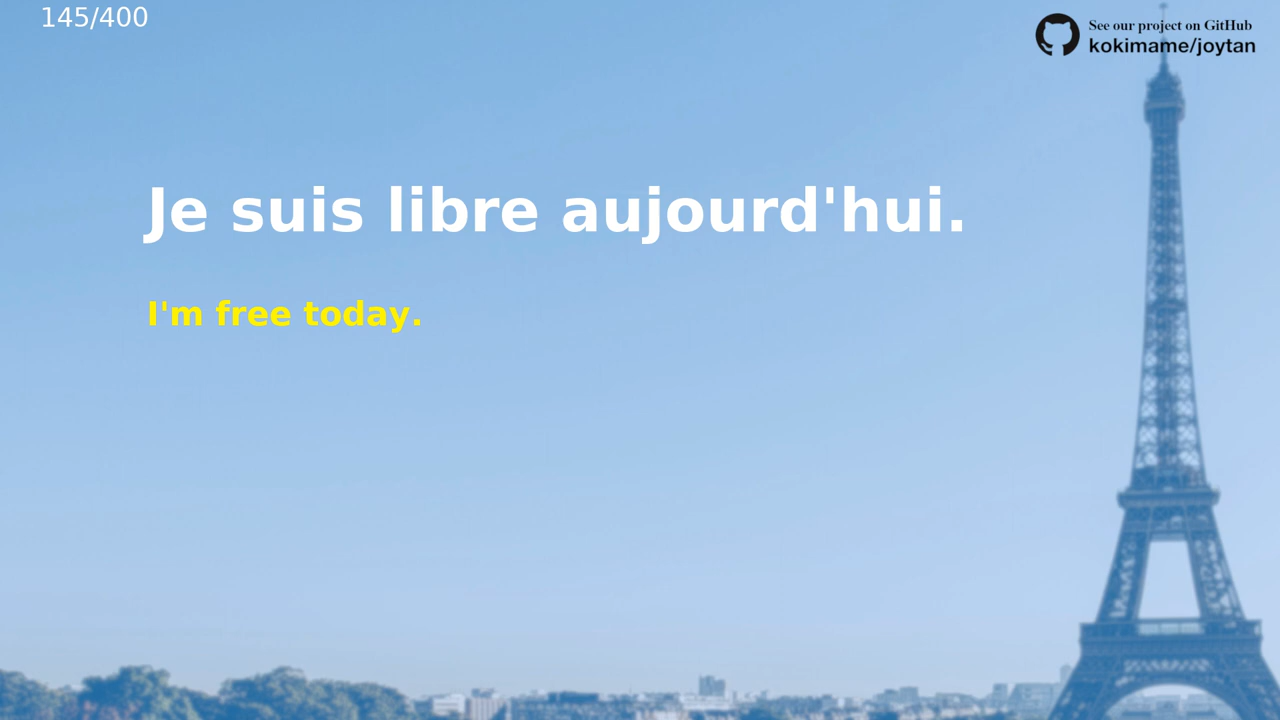 145/400
See our project on GitHub
kokimame/joytan
Je suis libre aujourd'hui.
I'm free today.